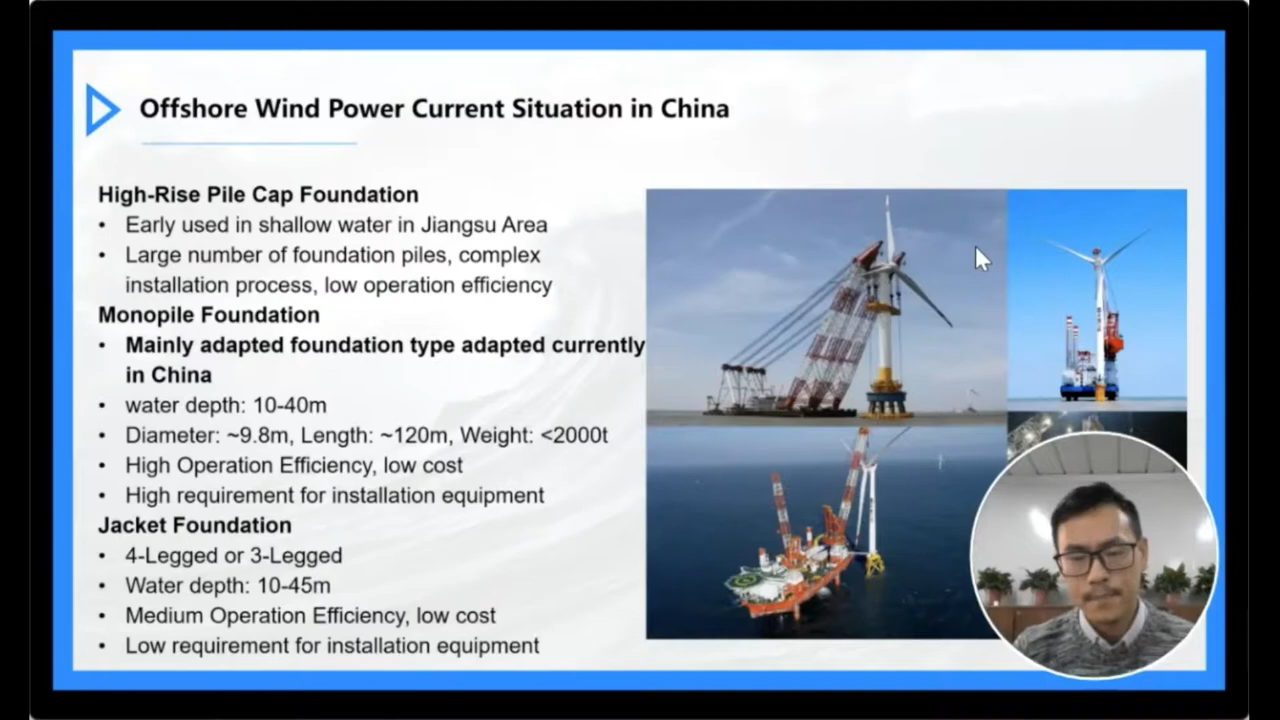 Offshore Wind Power Current Situation in China
High-Rise Pile Cap Foundation
• Early used in shallow water in Jiangsu Area
• Large number of foundation piles, complex
installation process, low operation efficiency
Monopile Foundation
• Mainly adapted foundation type adapted currently
in China
• water depth: 10-40m
• Diameter: ~9.8m, Length: ~120m, Weight: <2000t
• High Operation Efficiency, low cost
• High requirement for installation equipment
Jacket Foundation
• 4-Legged or 3-Legged
• Water depth: 10-45m
• Medium Operation Efficiency, low cost
• Low requirement for installation equipment